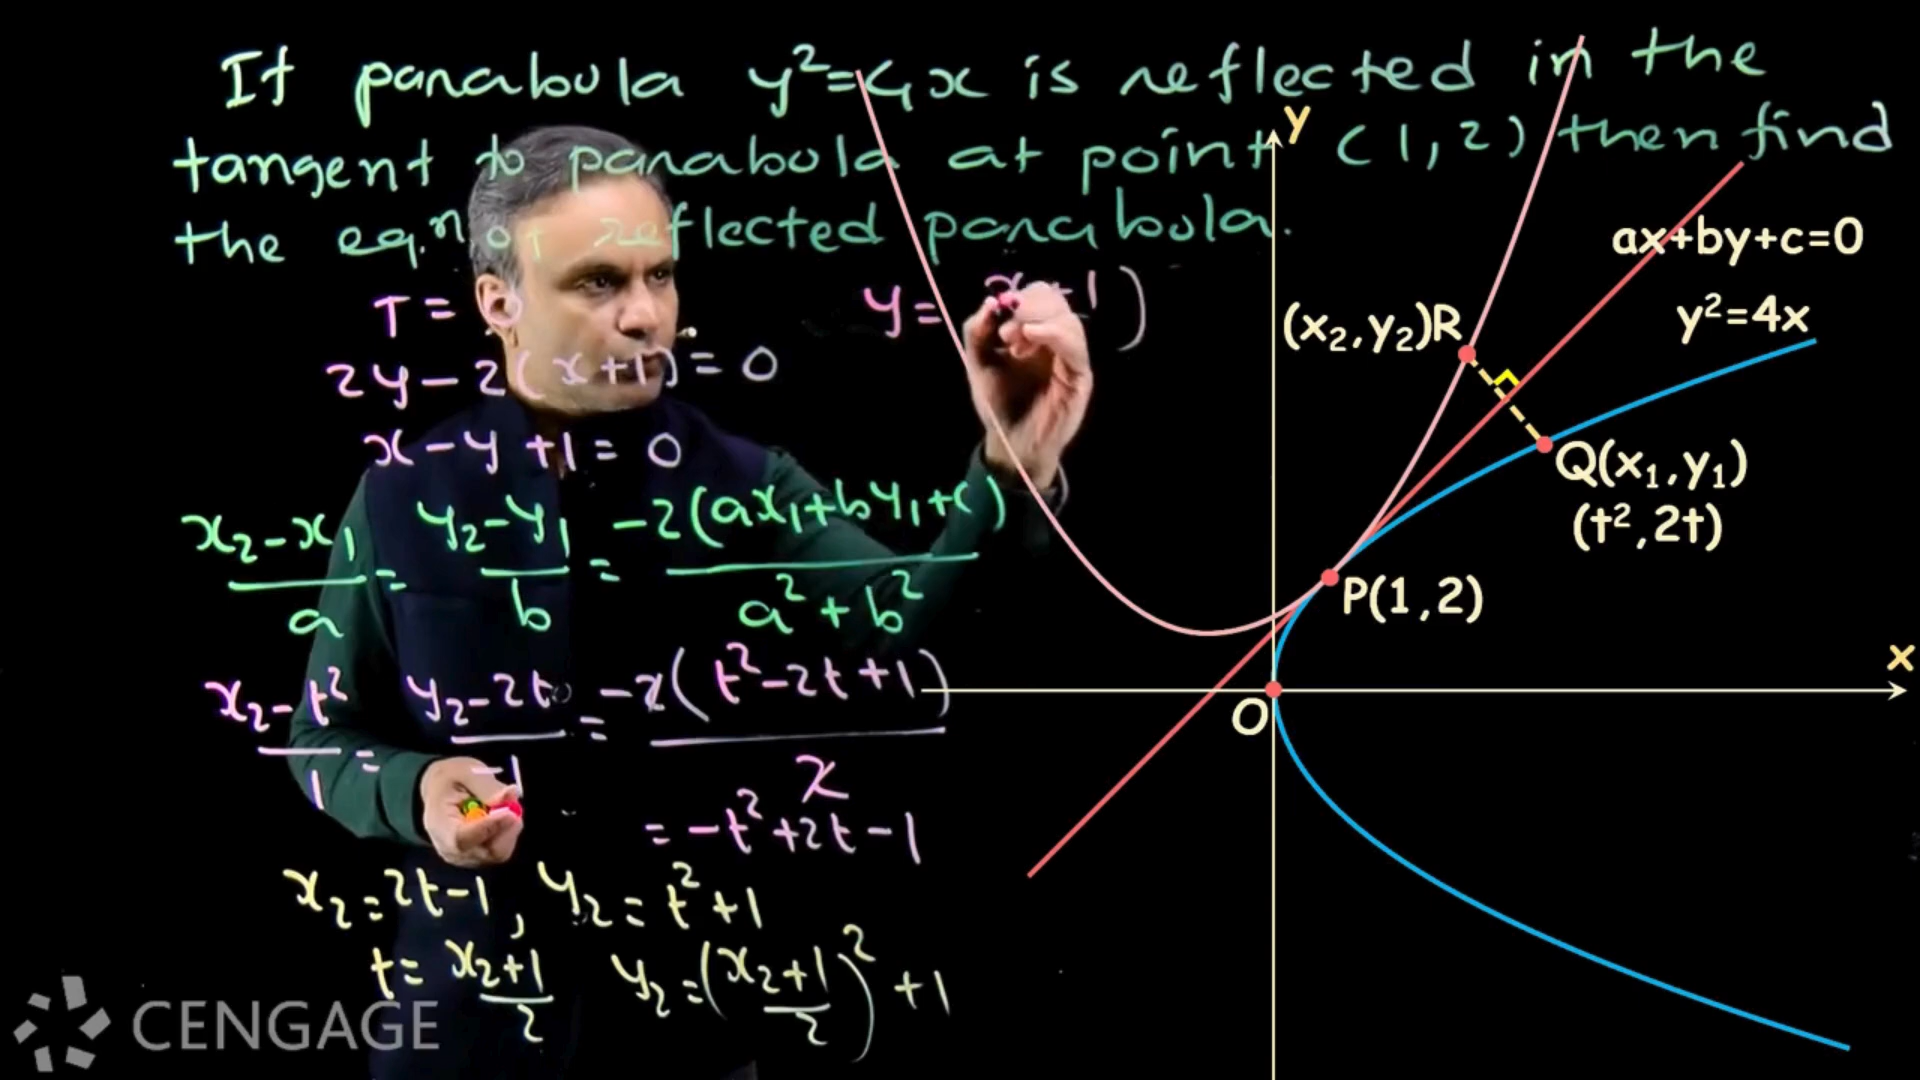 If parabola y²=4x is reflected in the
tangent to parabola at point (1,2) then find
the eq.n of reflected parabola.
T = 0
2y-2(x+1)=0
x-y+1=0
(x₂-x₁)/a = (y₂-y₁)/b = -2(ax₁+by₁+c)/(a²+b²)
(x₂-t²)/1 = (y₂-2t)/-1 = -2(t²-2t+1)/2
= -t²+2t-1
x₂=2t-1, y₂=t²+1
t=(x₂+1)/2 y₂=((x₂+1)/2)²+1
CENGAGE
y= x+1)
y
ax+by+c=0
y²=4x
(x₂,y₂)R
Q(x₁,y₁)
(t²,2t)
P(1,2)
x
O